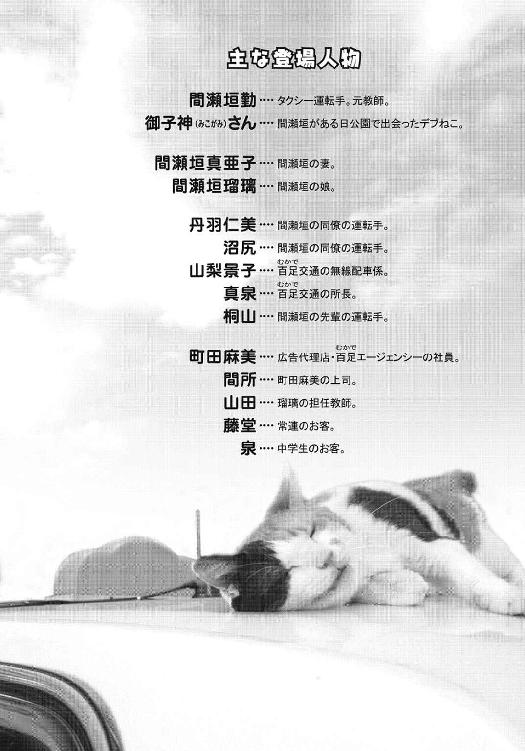 主な登場人物
間瀬垣勤‥‥タクシー運転手。元教師。
御子神(みこがみ)さん‥‥間瀬垣がある日公園で出会ったデブねこ。
間瀬垣真亜子‥‥間瀬垣の妻。
間瀬垣瑠璃‥‥間瀬垣の娘。
丹羽仁美‥‥間瀬垣の同僚の運転手。
沼尻‥‥間瀬垣の同僚の運転手。
むかで
山梨景子‥‥百足交通の無線配車係。
むかで
真泉‥‥百足交通の所長。
桐山‥‥間瀬垣の先輩の運転手。
むかで
町田麻美‥‥広告代理店・百足エージェンシーの社員。
間所‥‥町田麻美の上司。
山田‥‥瑠璃の担任教師。
藤堂‥‥常連のお客。
泉‥‥中学生のお客。